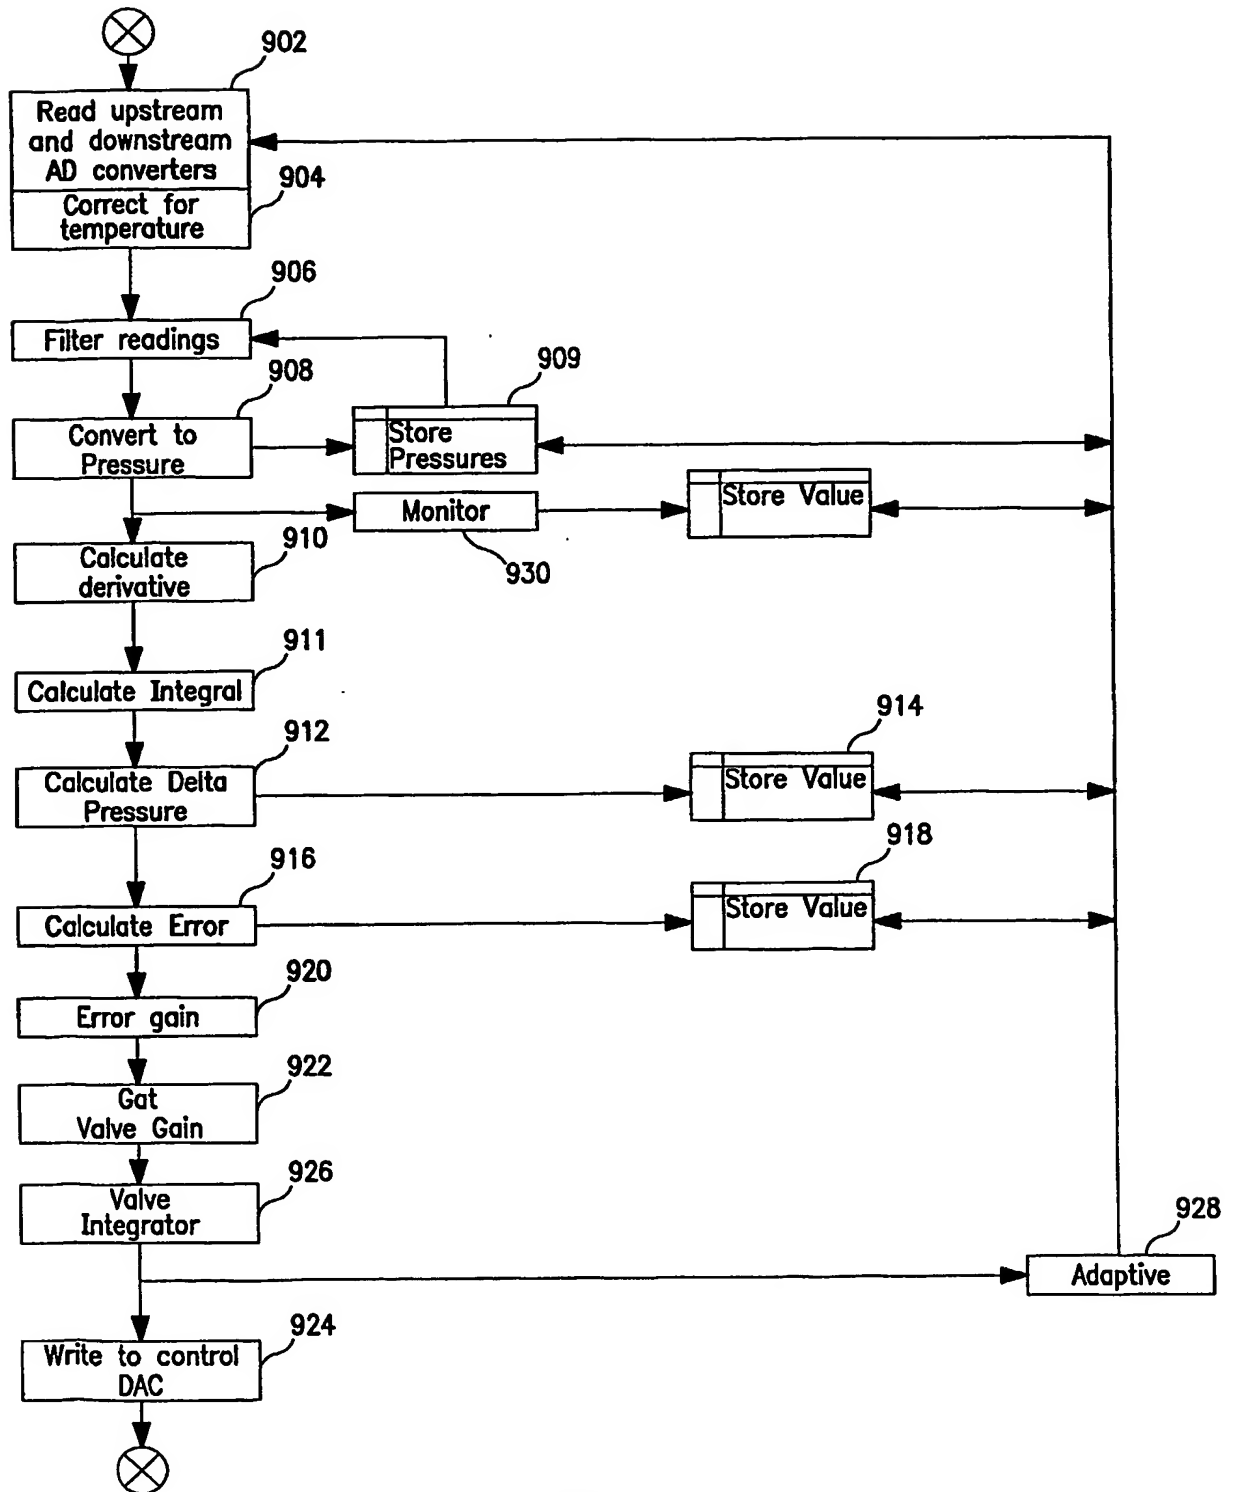 902
Read upstream
and downstream
AD converters
904
Correct for
temperature
906
Filter readings
908
Convert to
Pressure
909
Store
Pressures
Monitor
930
Store Value
910
Calculate
derivative
911
Calculate Integral
912
Calculate Delta
Pressure
914
Store Value
916
Calculate Error
918
Store Value
920
Error gain
922
Gat
Valve Gain
926
Valve
Integrator
928
Adaptive
924
Write to control
DAC